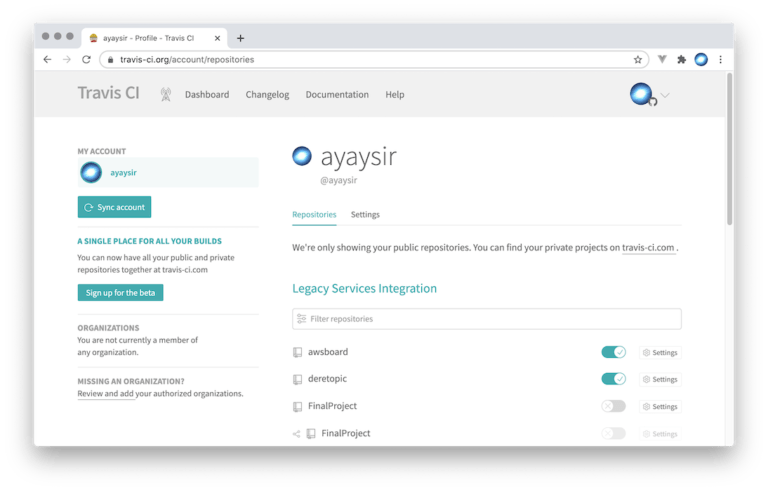 ayaysir - Profile - Travis CI
travis-ci.org/account/repositories
Travis CI
Dashboard
Changelog
Documentation
Help
MY ACCOUNT
ayaysir
Sync account
A SINGLE PLACE FOR ALL YOUR BUILDS
You can now have all your public and private
repositories together at travis-ci.com
Sign up for the beta
ORGANIZATIONS
You are not currently a member of
any organization.
MISSING AN ORGANIZATION?
Review and add your authorized organizations.
ayaysir
@ayaysir
Repositories
Settings
We're only showing your public repositories. You can find your private projects on travis-ci.com .
Legacy Services Integration
Filter repositories
awsboard
Settings
deretopic
Settings
FinalProject
Settings
FinalProject
Settings